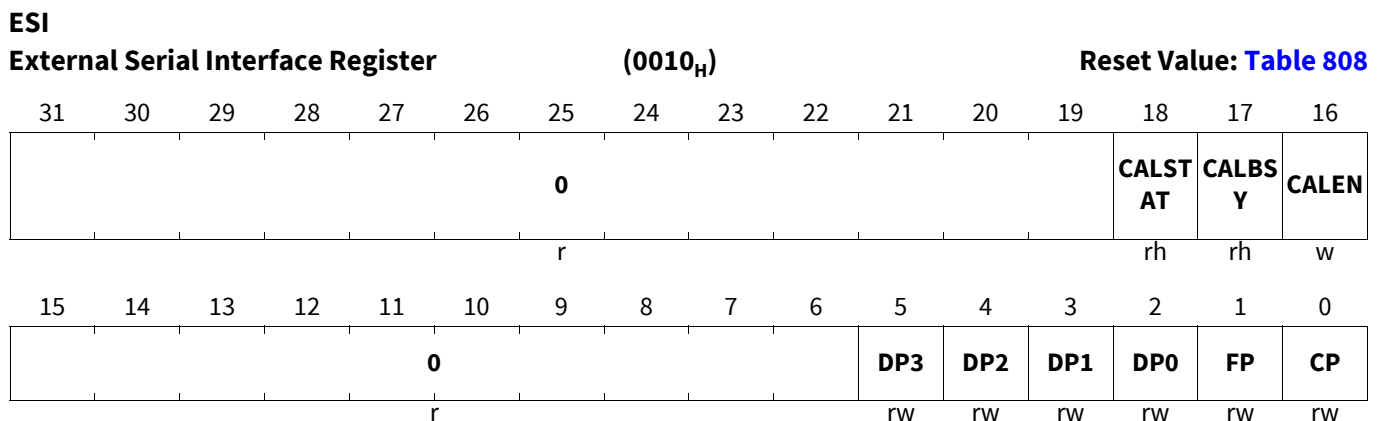 ESI
External Serial Interface Register (0010H) Reset Value: Table 808
31 30 29 28 27 26 25 24 23 22 21 20 19 18 17 16
0 CALST AT CALBS Y CALEN
r rh rh w
15 14 13 12 11 10 9 8 7 6 5 4 3 2 1 0
0 DP3 DP2 DP1 DP0 FP CP
r rw rw rw rw rw rw